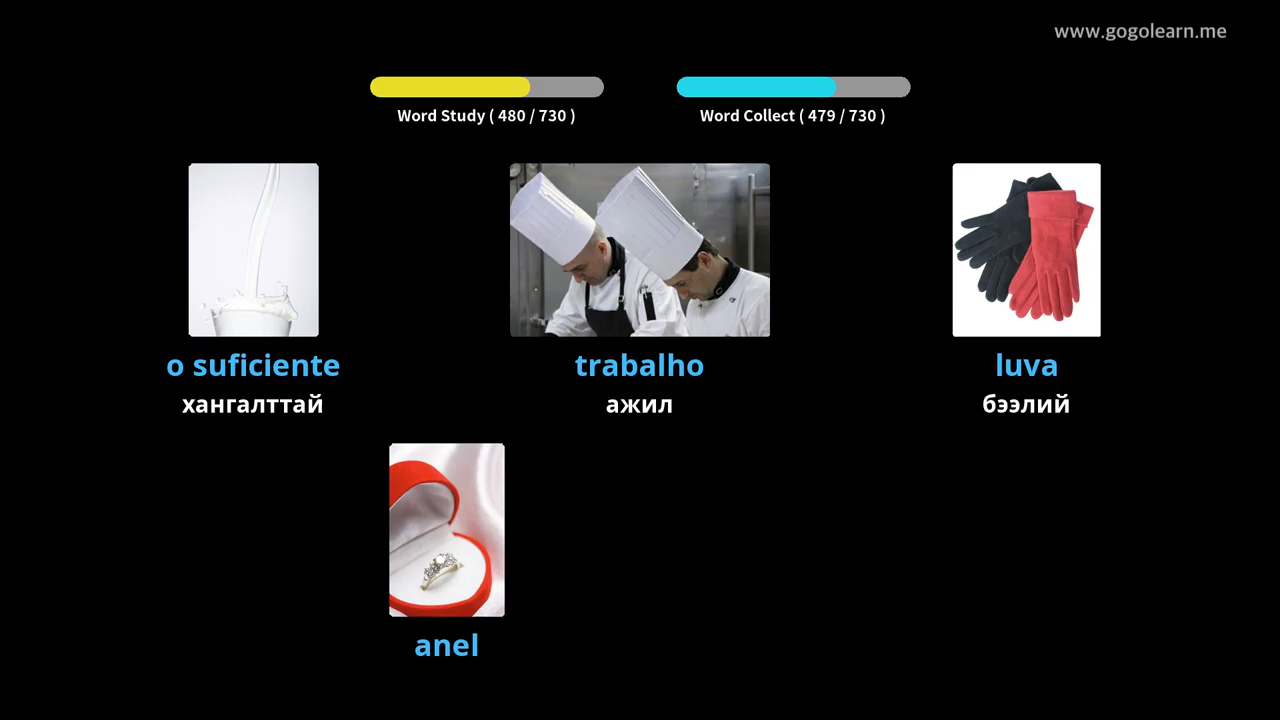 www.gogolearn.me
Word Study ( 480 / 730 )
Word Collect ( 479 / 730 )
o suficiente
trabalho
luva
хангалттай
ажил
бээлий
anel